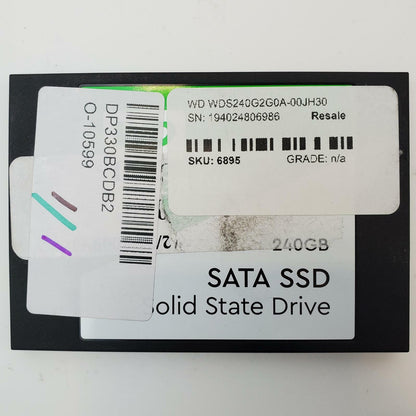 WD WDS240G2G0A-00JH30
SN: 194024806986 Resale
SKU: 6895 GRADE: n/a
DP330BCDB2
O-10599
240GB
SATA SSD
Solid State Drive